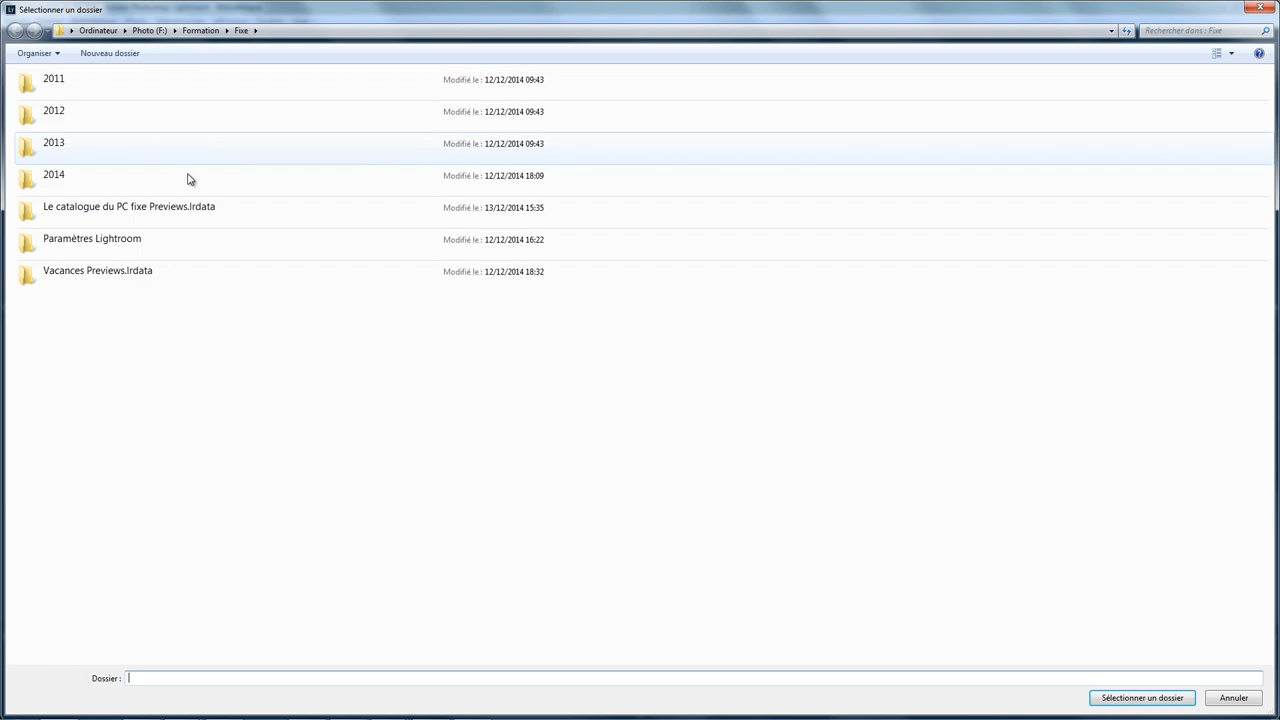 Lr Sélectionner un dossier
Ordinateur Photo (F:) Formation Fixe
Rechercher dans : Fixe
Organiser Nouveau dossier
2011 Modifié le : 12/12/2014 09:43
2012 Modifié le : 12/12/2014 09:43
2013 Modifié le : 12/12/2014 09:43
2014 Modifié le : 12/12/2014 18:09
Le catalogue du PC fixe Previews.lrdata Modifié le : 13/12/2014 15:35
Paramètres Lightroom Modifié le : 12/12/2014 16:22
Vacances Previews.lrdata Modifié le : 12/12/2014 18:32
Dossier :
Sélectionner un dossier Annuler